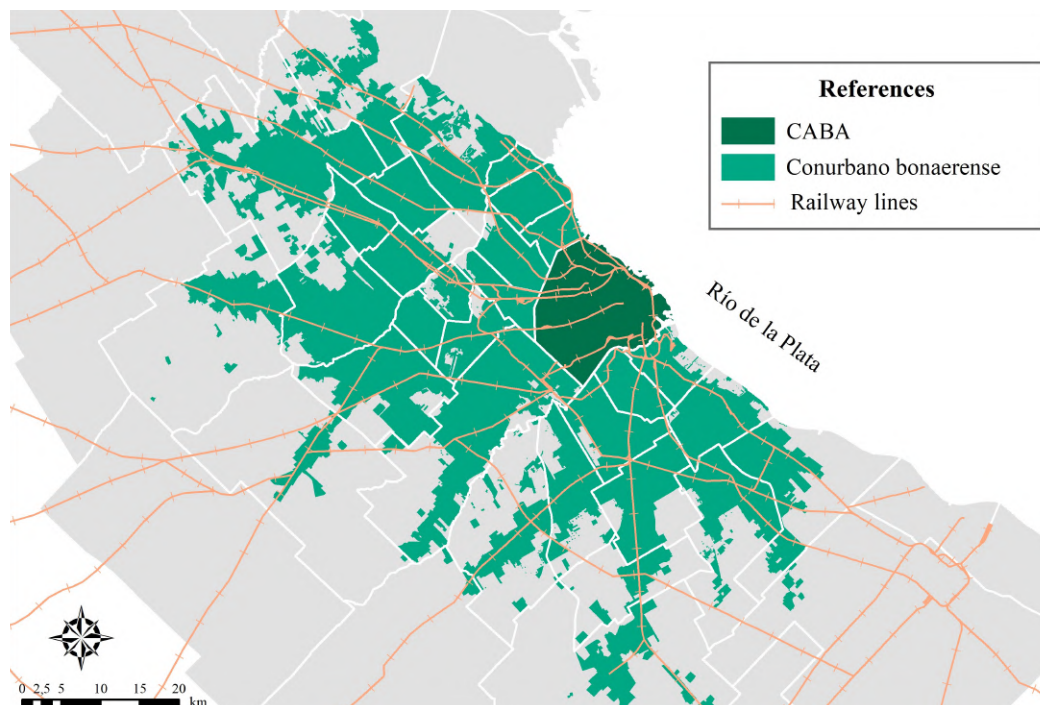 References
CABA
Conurbano bonaerense
Railway lines
Río de la Plata
0 2,5 5 10 15 20
km